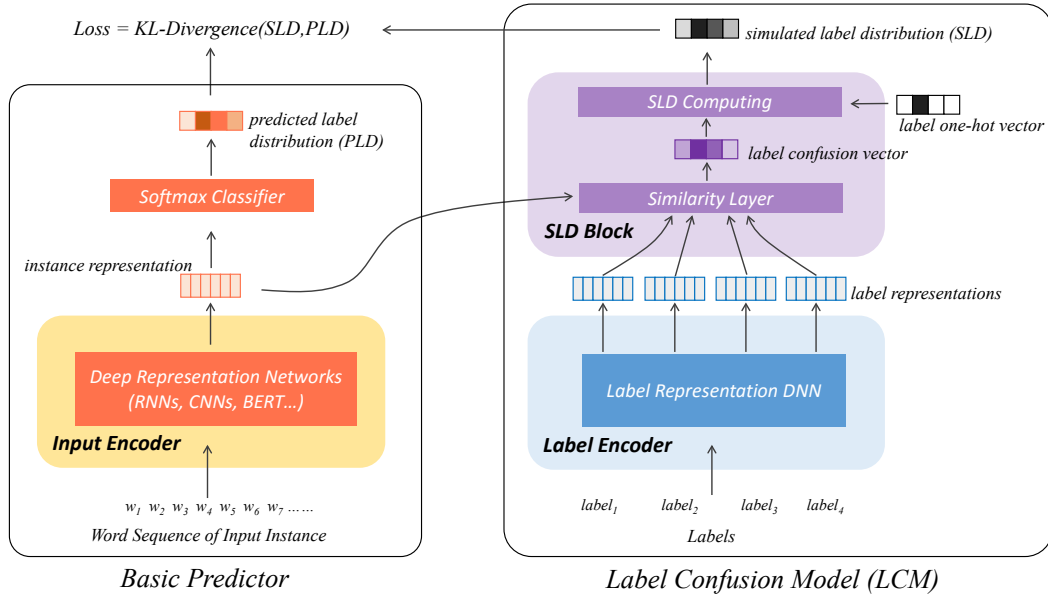 Loss = KL-Divergence(SLD,PLD)
predicted label
distribution (PLD)
Softmax Classifier
instance representation
Deep Representation Networks
(RNNs, CNNs, BERT…)
Input Encoder
w1 w2 w3 w4 w5 w6 w7 ……
Word Sequence of Input Instance
Basic Predictor
simulated label distribution (SLD)
SLD Computing
label one-hot vector
label confusion vector
Similarity Layer
SLD Block
label representations
Label Representation DNN
Label Encoder
label1 label2 label3 label4
Labels
Label Confusion Model (LCM)